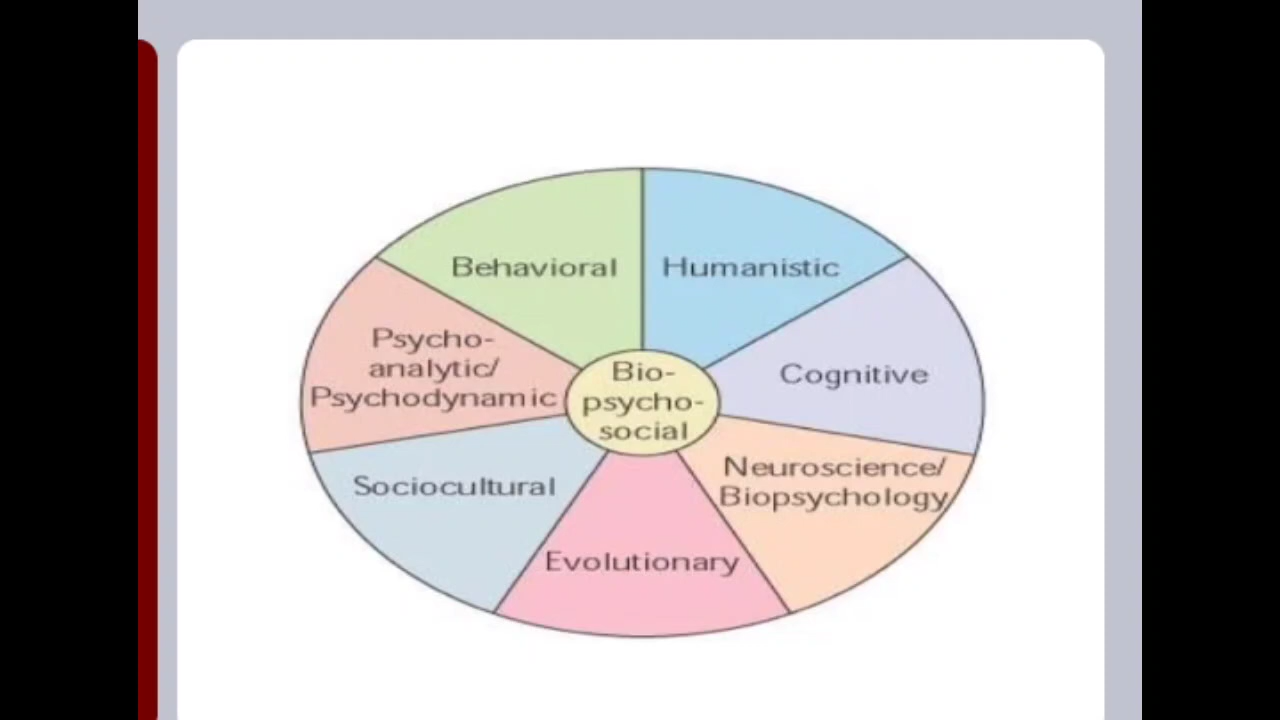 Behavioral
Humanistic
Psycho-
analytic/
Psychodynamic
Bio-
psycho-
social
Cognitive
Sociocultural
Neuroscience/
Biopsychology
Evolutionary